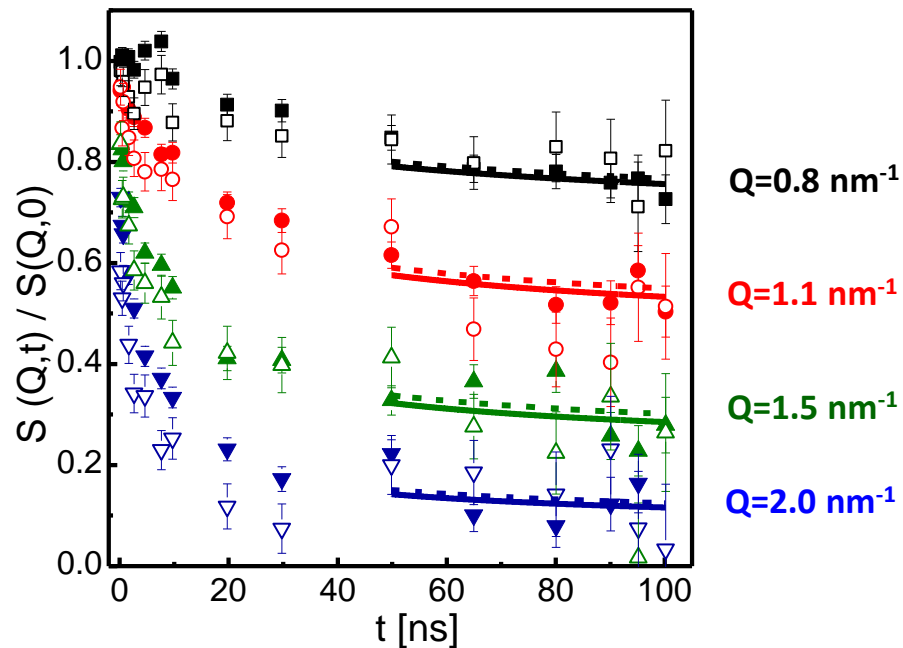 S (Q,t) / S(Q,0)
1.0
0.8
0.6
0.4
0.2
0.0
0 20 40 60 80 100
t [ns]
Q=0.8 nm⁻¹
Q=1.1 nm⁻¹
Q=1.5 nm⁻¹
Q=2.0 nm⁻¹